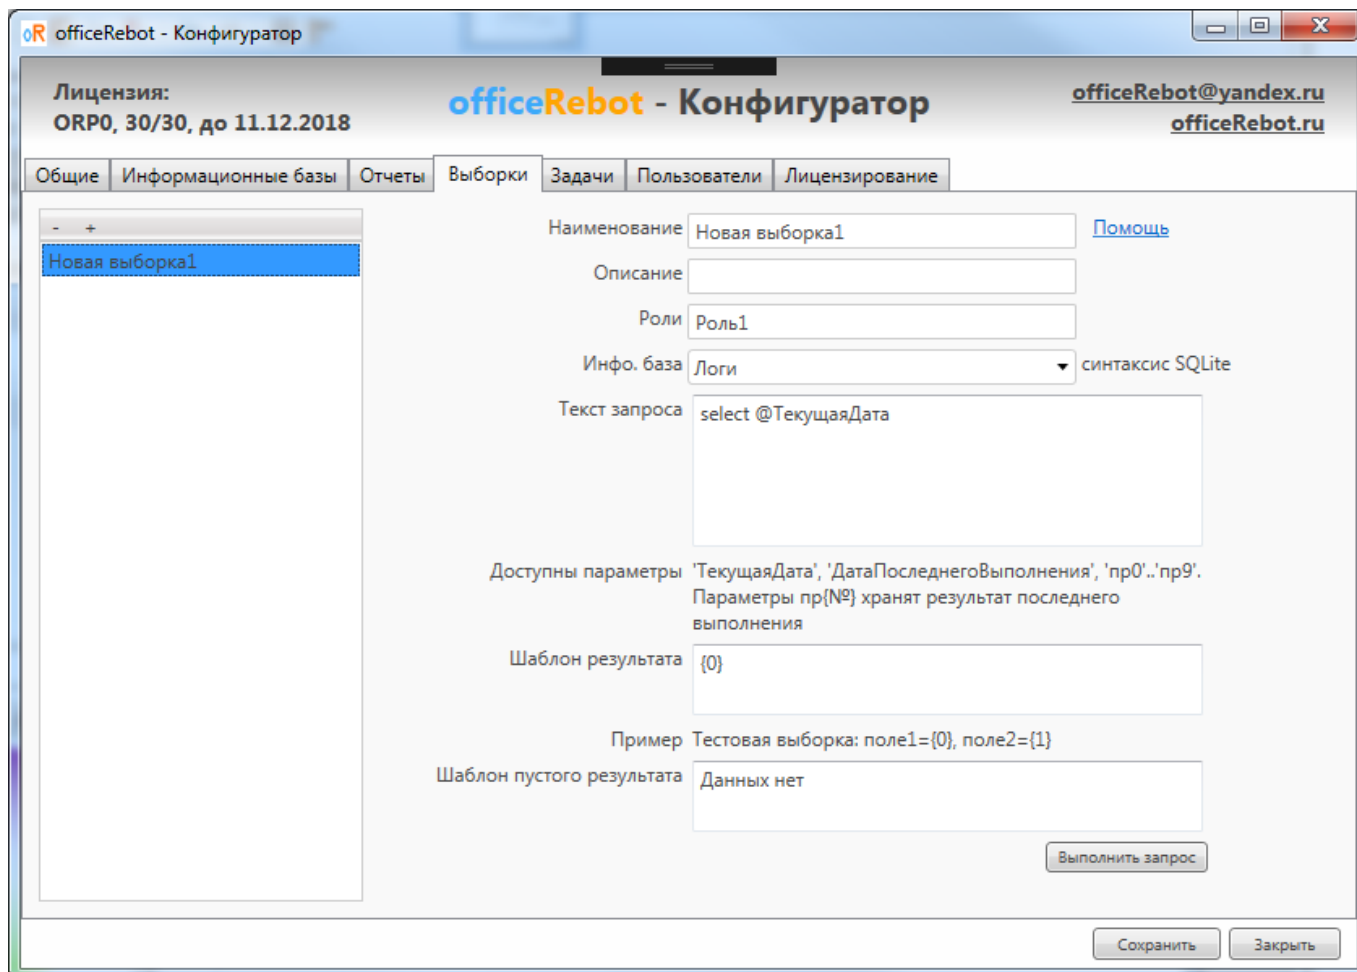 oR officeRebot - Конфигуратор
Лицензия:
ORP0, 30/30, до 11.12.2018
officeRebot - Конфигуратор
officeRebot@yandex.ru
officeRebot.ru
Общие Информационные базы Отчеты Выборки Задачи Пользователи Лицензирование
- +
Новая выборка1
Наименование Новая выборка1 Помощь
Описание
Роли Роль1
Инфо. база Логи синтаксис SQLite
Текст запроса select @ТекущаяДата
Доступны параметры 'ТекущаяДата', 'ДатаПоследнегоВыполнения', 'пр0'..'пр9'.
Параметры пр{№} хранят результат последнего
выполнения
Шаблон результата {0}
Пример Тестовая выборка: поле1={0}, поле2={1}
Шаблон пустого результата Данных нет
Выполнить запрос
Сохранить Закрыть